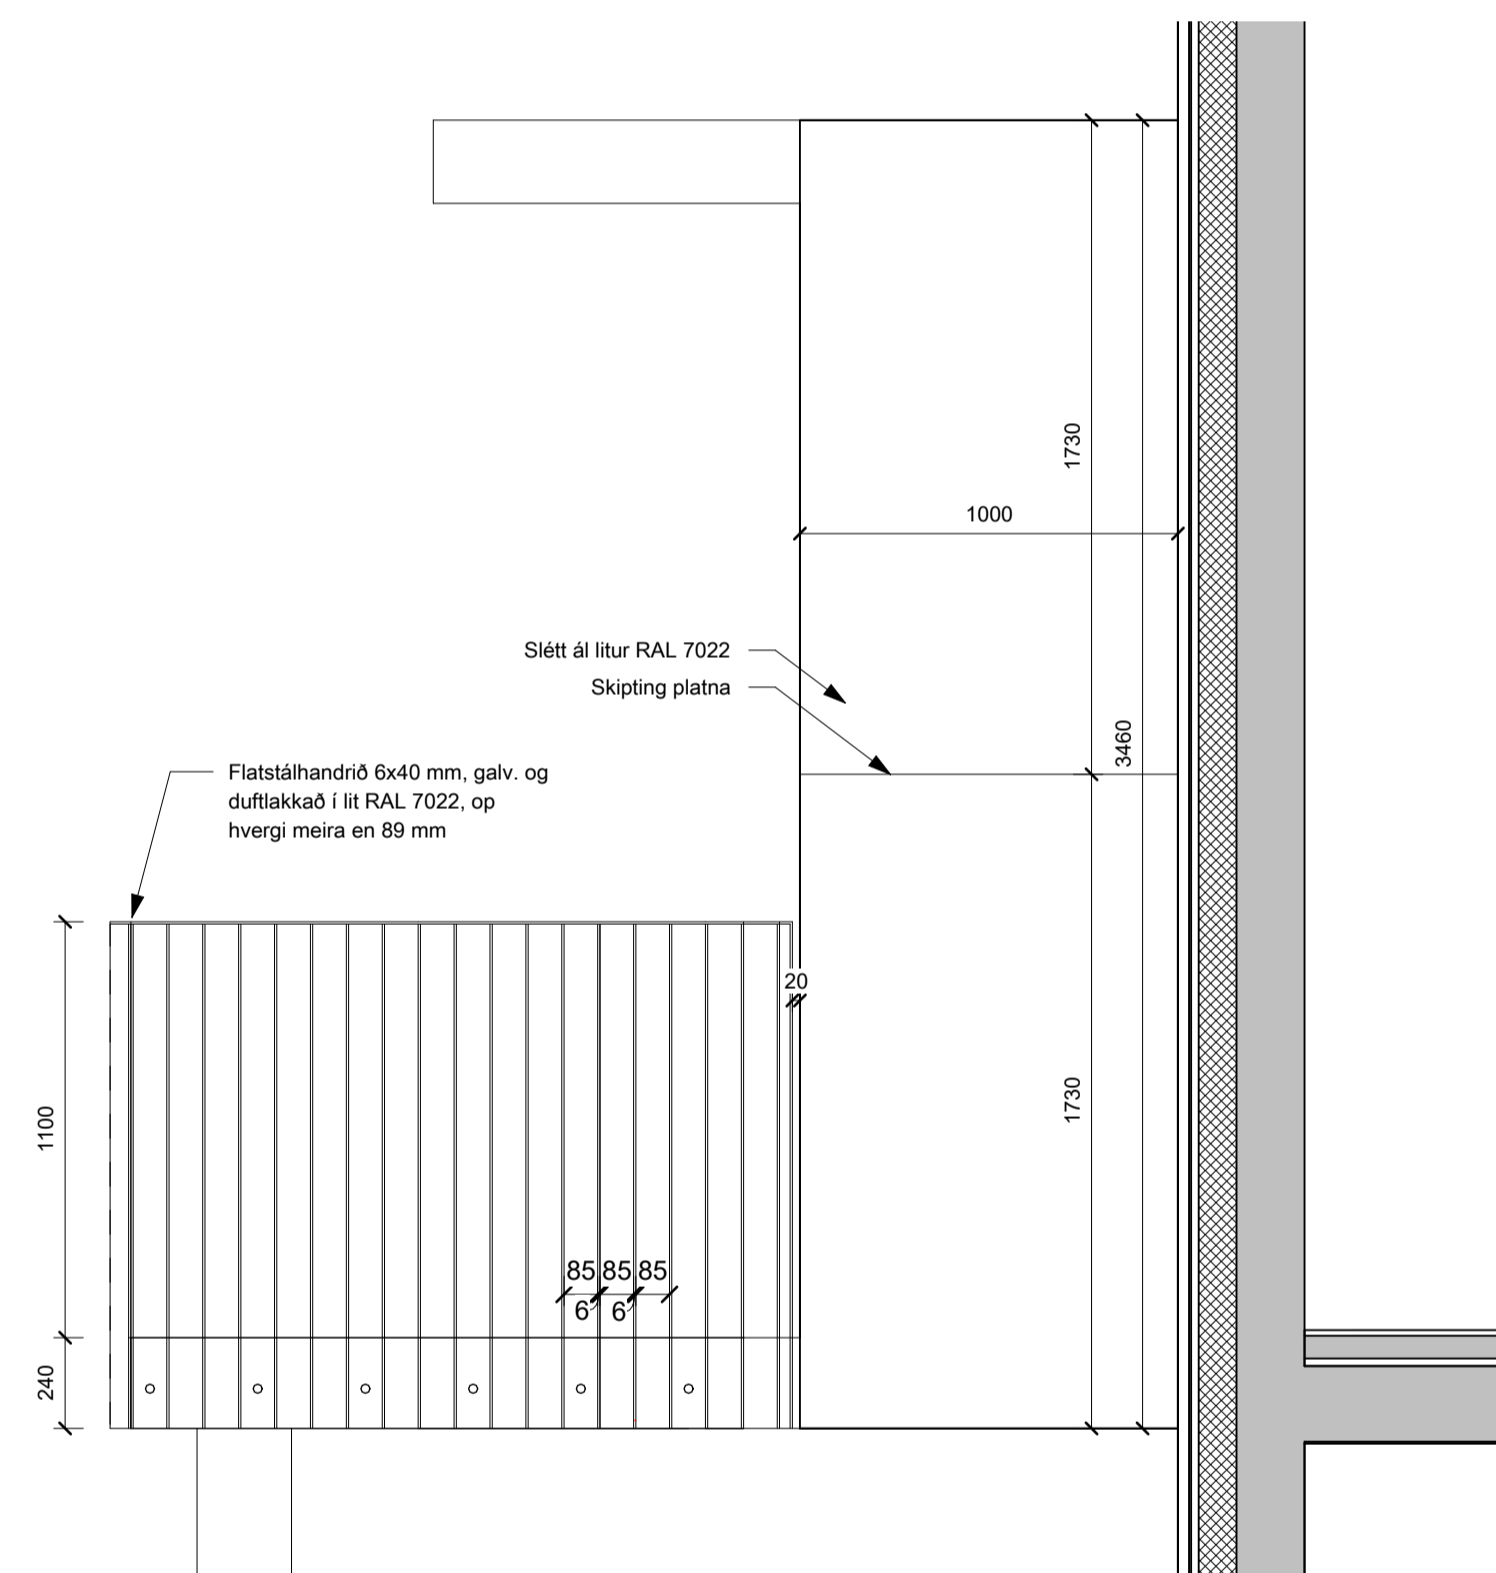 1730
1000
Slétt ál litur RAL 7022
Skipting platna
3460
Flatstálhandrið 6x40 mm, galv. og
duftlakkað í lit RAL 7022, op
hvergi meira en 89 mm
20
1100
1730
85 85 85
6 6
240